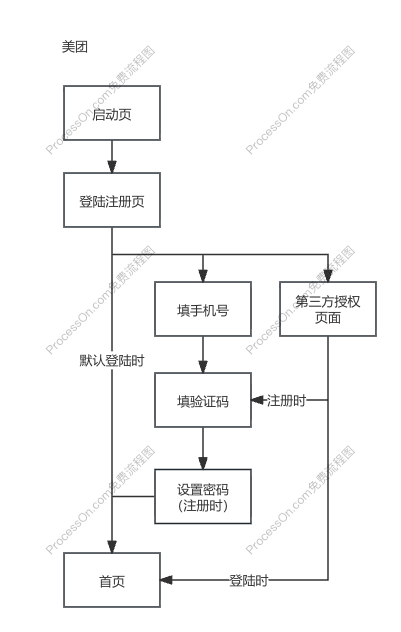 美团
ProcessOn.com免费流程图
ProcessOn.com免费流程图
启动页
登陆注册页
ProcessOn.com免费流程图
ProcessOn.com免费流程图
填手机号
第三方授权
页面
默认登陆时
填验证码
注册时
ProcessOn.com免费流程图
ProcessOn.com免费流程图
设置密码
（注册时）
首页
登陆时